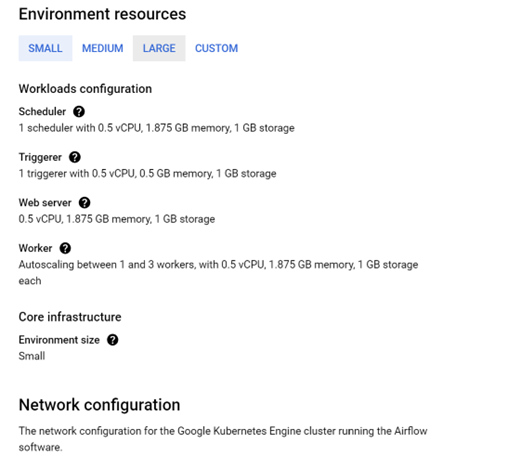 Environment resources
SMALL MEDIUM LARGE CUSTOM
Workloads configuration
Scheduler ?
1 scheduler with 0.5 vCPU, 1.875 GB memory, 1 GB storage
Triggerer ?
1 triggerer with 0.5 vCPU, 0.5 GB memory, 1 GB storage
Web server ?
0.5 vCPU, 1.875 GB memory, 1 GB storage
Worker ?
Autoscaling between 1 and 3 workers, with 0.5 vCPU, 1.875 GB memory, 1 GB storage
each
Core infrastructure
Environment size ?
Small
Network configuration
The network configuration for the Google Kubernetes Engine cluster running the Airflow
software.